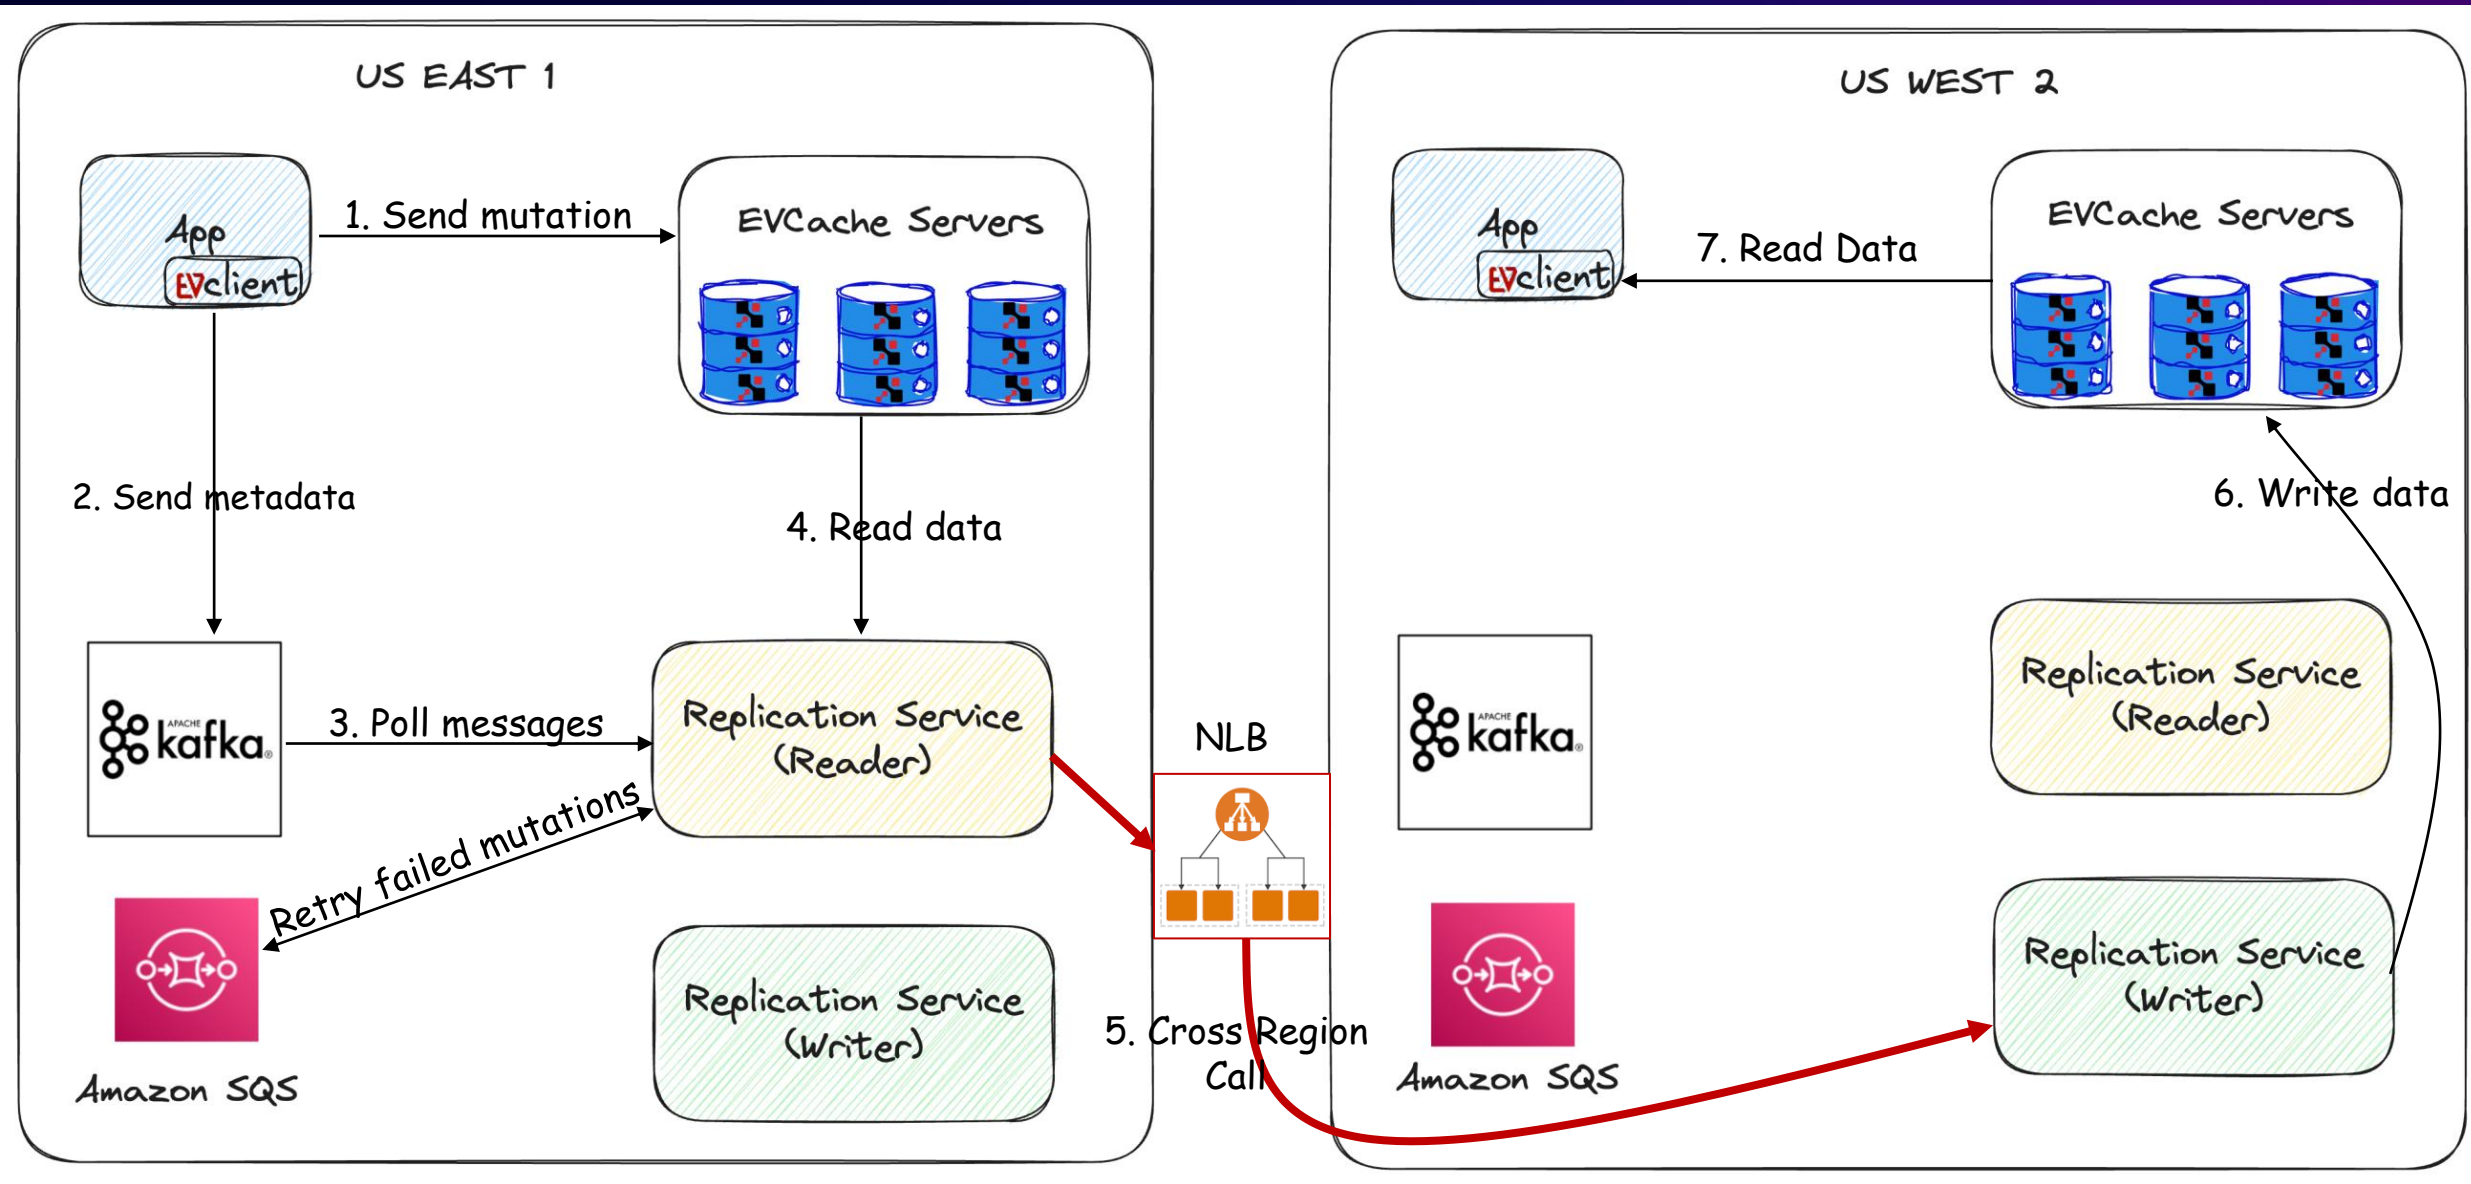 US EAST 1
App
EVclient
1. Send mutation
EVCache Servers
2. Send metadata
4. Read data
APACHE
kafka®
3. Poll messages
Replication Service
(Reader)
Retry failed mutations
Amazon SQS
Replication Service
(Writer)
NLB
5. Cross Region
Call
US WEST 2
App
EVclient
7. Read Data
EVCache Servers
6. Write data
APACHE
kafka®
Replication Service
(Reader)
Amazon SQS
Replication Service
(Writer)